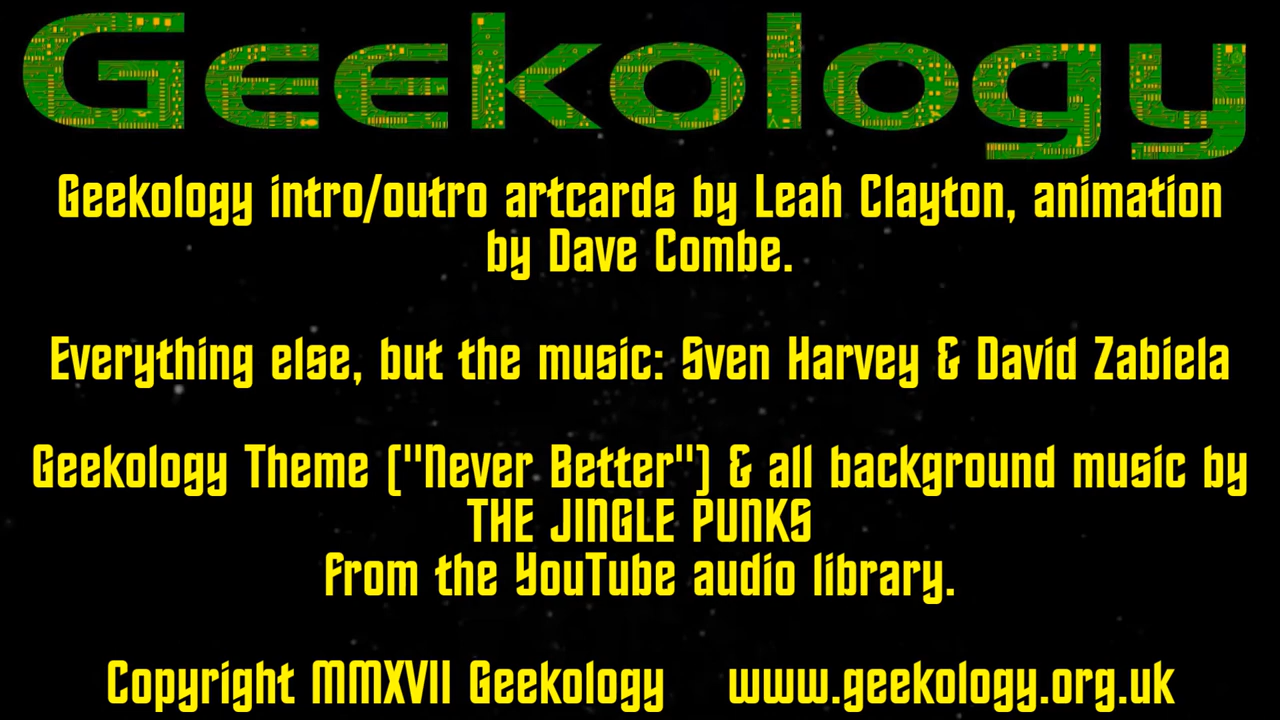 Geekology
Geekology intro/outro artcards by Leah Clayton, animation
by Dave Combe.
Everything else, but the music: Sven Harvey & David Zabiela
Geekology Theme ("Never Better") & all background music by
THE JINGLE PUNKS
from the YouTube audio library.
Copyright MMXVII Geekology www.geekology.org.uk